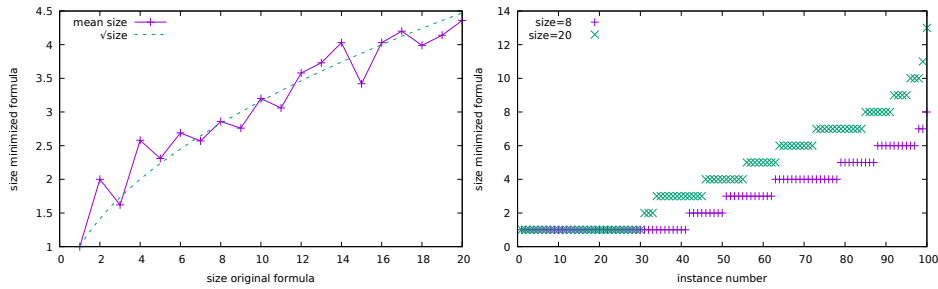 4.5
4
3.5
3
2.5
2
1.5
1
0 2 4 6 8 10 12 14 16 18 20
size minimized formula
size original formula
mean size
√size
14
12
10
8
6
4
2
0
0 10 20 30 40 50 60 70 80 90 100
size minimized formula
instance number
size=8
size=20